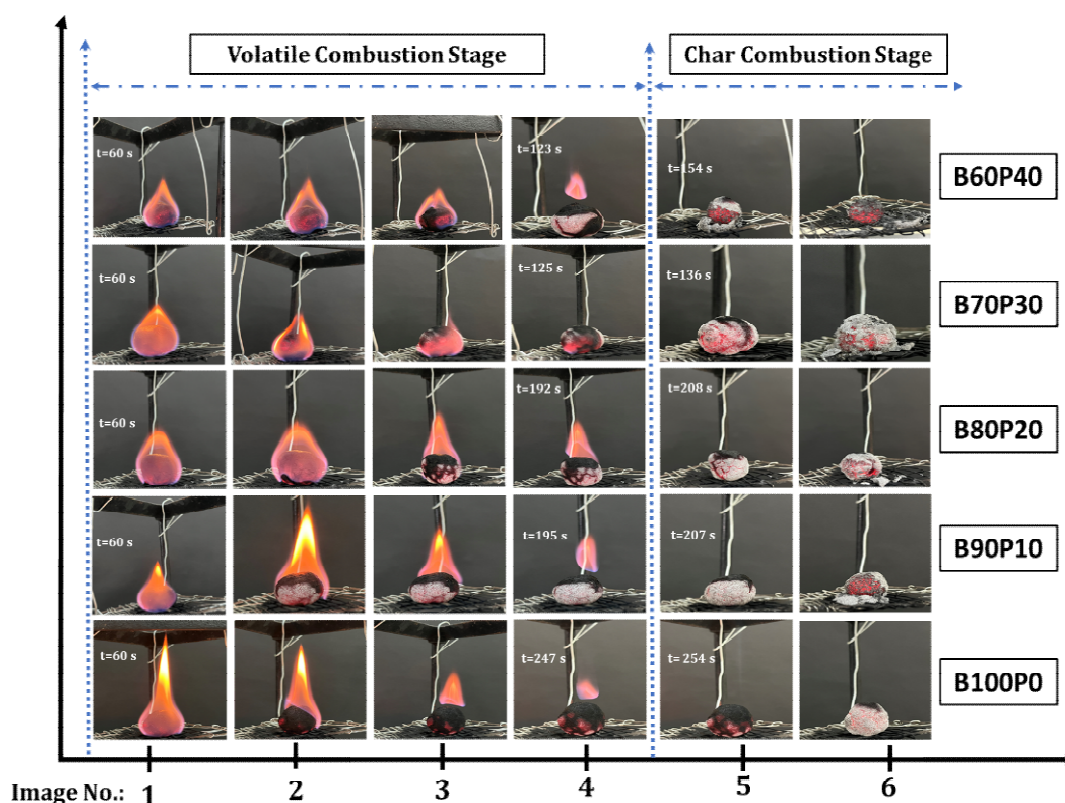 Volatile Combustion Stage
Char Combustion Stage
t=60 s
t=123 s
t=154 s
B60P40
t=60 s
t=125 s
t=136 s
B70P30
t=60 s
t=192 s
t=208 s
B80P20
t=60 s
t=195 s
t=207 s
B90P10
t=60 s
t=247 s
t=254 s
B100P0
Image No.: 1 2 3 4 5 6